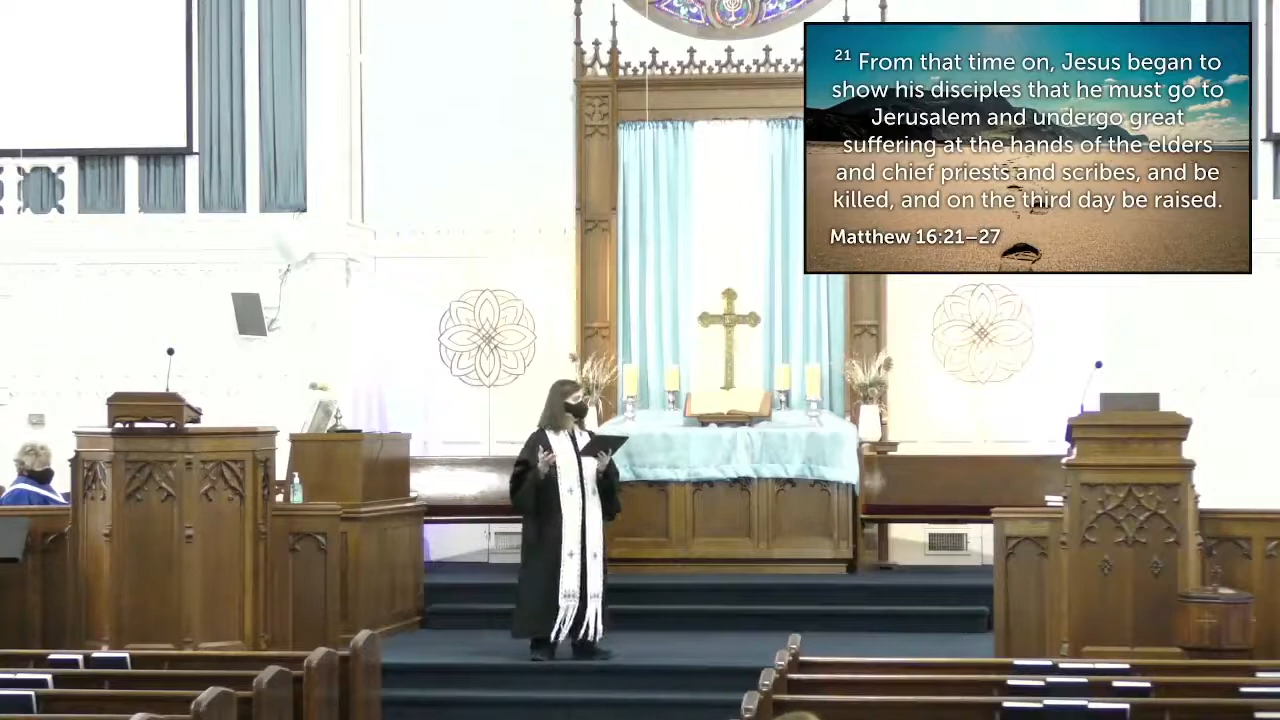 21 From that time on, Jesus began to
show his disciples that he must go to
Jerusalem and undergo great
suffering at the hands of the elders
and chief priests and scribes, and be
killed, and on the third day be raised.
Matthew 16:21–27